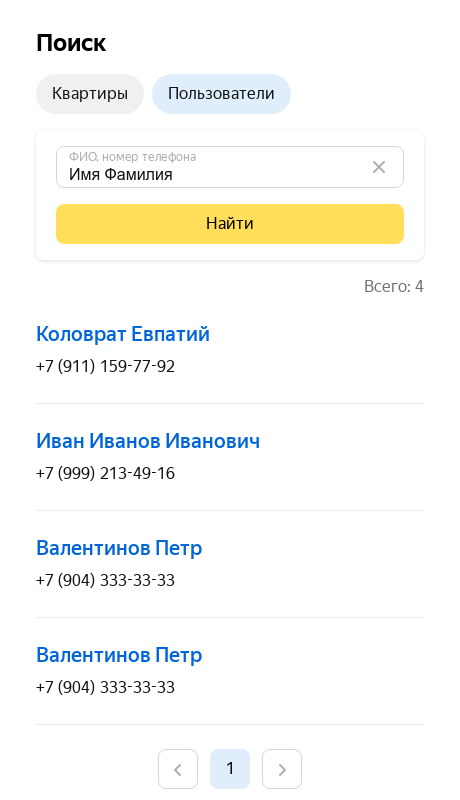 Поиск
Квартиры Пользователи
ФИО, номер телефона
Имя Фамилия
Найти
Всего: 4
Коловрат Евпатий
+7 (911) 159-77-92
Иван Иванов Иванович
+7 (999) 213-49-16
Валентинов Петр
+7 (904) 333-33-33
Валентинов Петр
+7 (904) 333-33-33
1